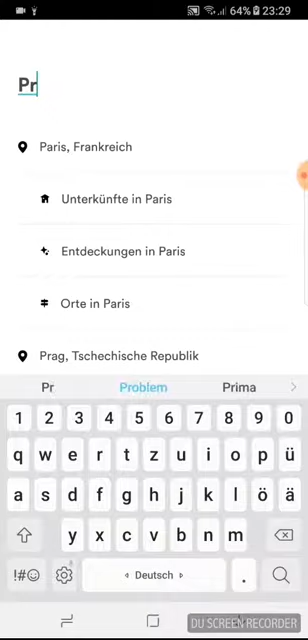 64% 23:29
Pr
Paris, Frankreich
Unterkünfte in Paris
Entdeckungen in Paris
Orte in Paris
Prag, Tschechische Republik
Pr Problem Prima
1 2 3 4 5 6 7 8 9 0
q w e r t z u i o p ü
a s d f g h j k l ö ä
y x c v b n m
!#☺ Deutsch .
DU SCREEN RECORDER